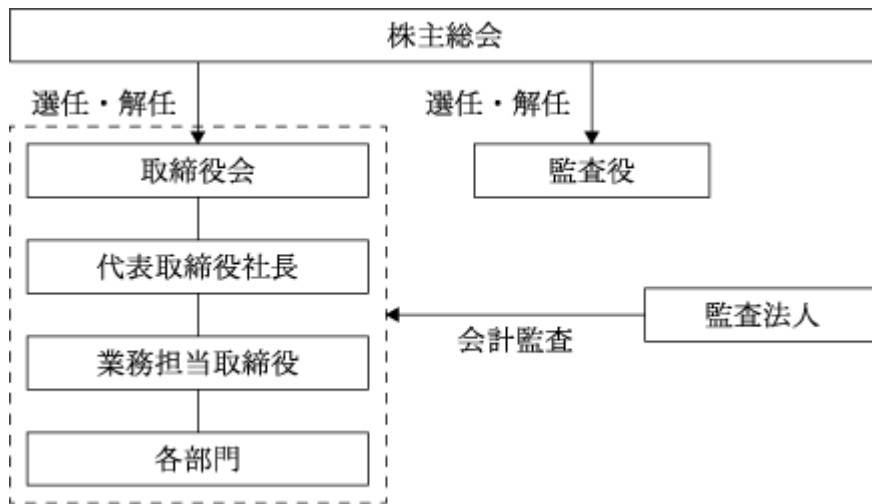 株主総会
選任・解任
選任・解任
取締役会
監査役
代表取締役社長
監査法人
会計監査
業務担当取締役
各部門